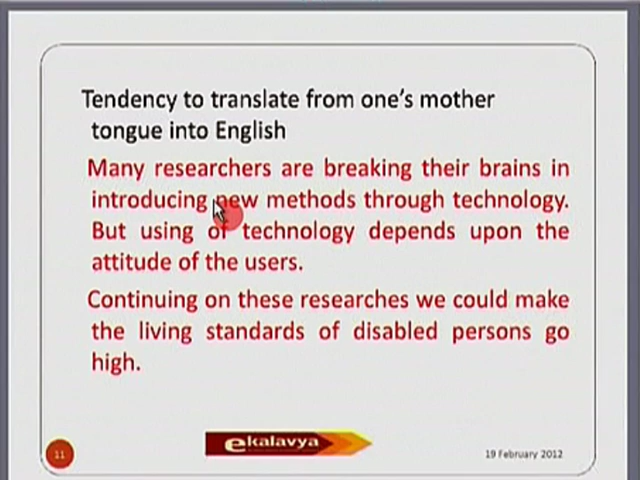 Tendency to translate from one's mother
tongue into English
Many researchers are breaking their brains in
introducing new methods through technology.
But using of technology depends upon the
attitude of the users.
Continuing on these researches we could make
the living standards of disabled persons go
high.
11
ekalavya
19 February 2012